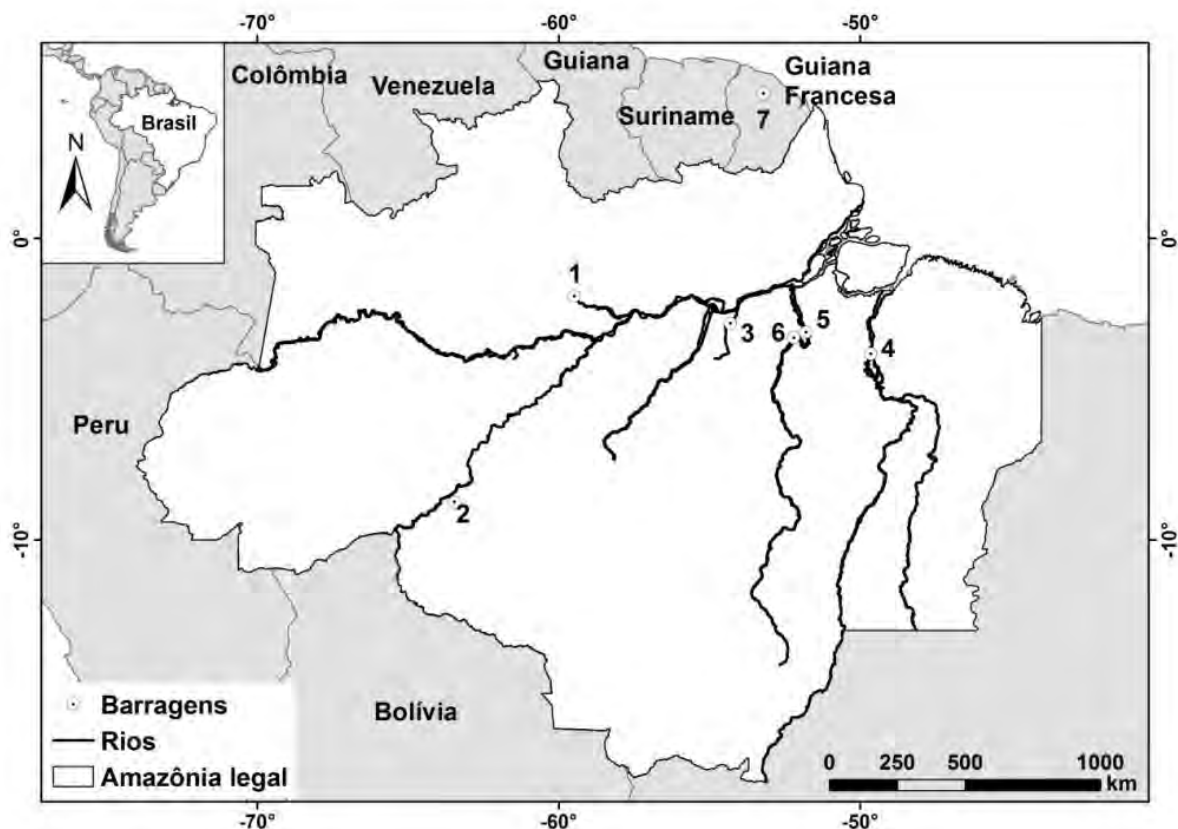 -70°
-60°
-50°
Colômbia
Venezuela
Guiana
Guiana
Francesa
Suriname
7
Brasil
N
0°
0°
1
3
5
6
4
Peru
2
-10°
-10°
Bolívia
Barragens
Rios
Amazônia legal
0 250 500 1000
km
-70°
-60°
-50°